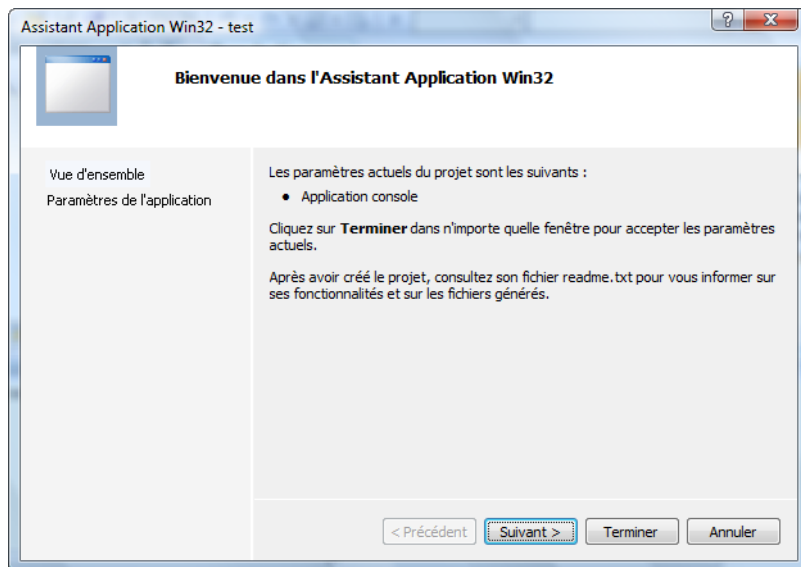 Assistant Application Win32 - test
?
Bienvenue dans l'Assistant Application Win32
Vue d'ensemble
Paramètres de l'application
Les paramètres actuels du projet sont les suivants :
• Application console
Cliquez sur Terminer dans n'importe quelle fenêtre pour accepter les paramètres
actuels.
Après avoir créé le projet, consultez son fichier readme.txt pour vous informer sur
ses fonctionnalités et sur les fichiers générés.
< Précédent Suivant > Terminer Annuler